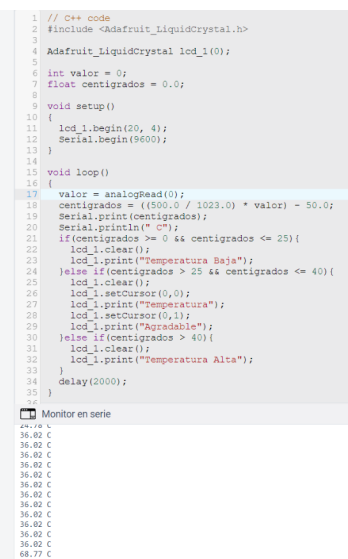 1 // C++ code
2 #include <Adafruit_LiquidCrystal.h>
3
4 Adafruit_LiquidCrystal lcd_1(0);
5
6 int valor = 0;
7 float centigrados = 0.0;
8
9 void setup()
10 {
11 lcd_1.begin(20, 4);
12 Serial.begin(9600);
13 }
14
15 void loop()
16 {
17 valor = analogRead(0);
18 centigrados = ((500.0 / 1023.0) * valor) - 50.0;
19 Serial.print(centigrados);
20 Serial.println(" C");
21 if(centigrados >= 0 && centigrados <= 25){
22 lcd_1.clear();
23 lcd_1.print("Temperatura Baja");
24 }else if(centigrados > 25 && centigrados <= 40){
25 lcd_1.clear();
26 lcd_1.setCursor(0,0);
27 lcd_1.print("Temperatura");
28 lcd_1.setCursor(0,1);
29 lcd_1.print("Agradable");
30 }else if(centigrados > 40){
31 lcd_1.clear();
32 lcd_1.print("Temperatura Alta");
33 }
34 delay(2000);
35 }
36
Monitor en serie
24.78 C
36.02 C
36.02 C
36.02 C
36.02 C
36.02 C
36.02 C
36.02 C
36.02 C
36.02 C
36.02 C
36.02 C
36.02 C
68.77 C